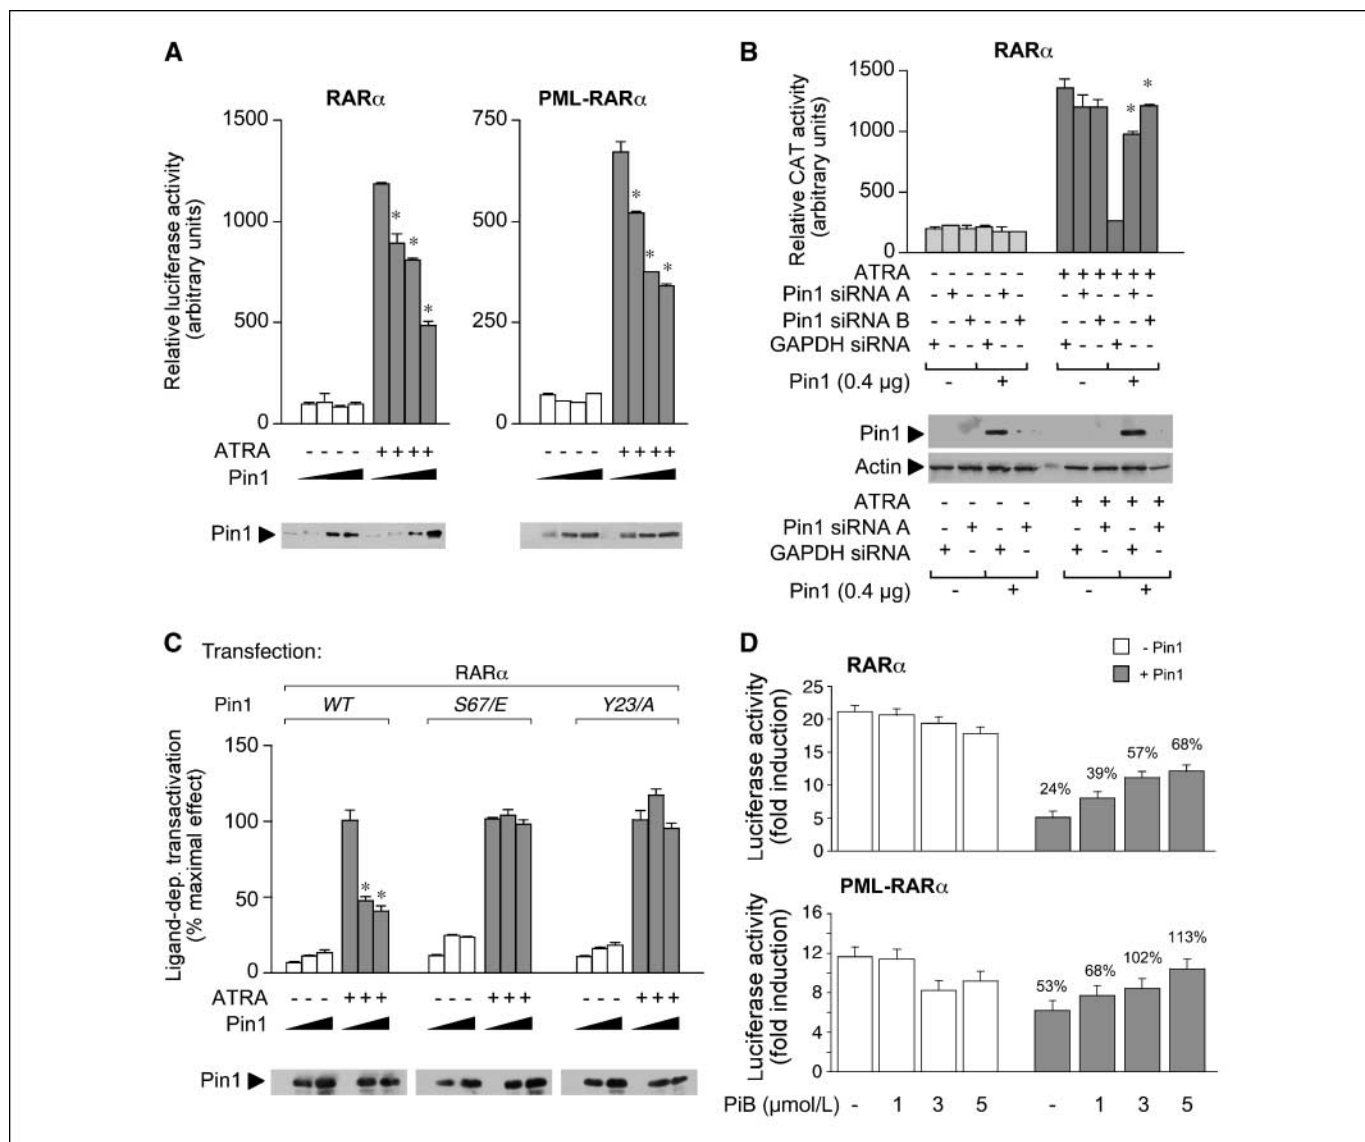 A
RARα
PML-RARα
Relative luciferase activity
(arbitrary units)
1500
1000
500
0
750
500
250
0
*
*
*
*
*
*
ATRA - - - - + + + + - - - - + + + +
Pin1
Pin1
B
RARα
Relative CAT activity
(arbitrary units)
1500
1000
500
0
*
*
ATRA - - - - - - + + + + + +
Pin1 siRNA A - + - - + - - + - - + -
Pin1 siRNA B - - + - - + - - + - - +
GAPDH siRNA + - - + - - + - - + - -
Pin1 (0.4 µg) - + - +
Pin1
Actin
ATRA - - - - + + + +
Pin1 siRNA A - + - + - + - +
GAPDH siRNA + - + - + - + -
Pin1 (0.4 µg) - + - +
C
Transfection:
RARα
Pin1 WT S67/E Y23/A
Ligand-dep. transactivation
(% maximal effect)
150
100
50
0
* *
ATRA - - - + + + - - - + + + - - - + + +
Pin1
Pin1
D
- Pin1
+ Pin1
RARα
Luciferase activity
(fold induction)
25
20
15
10
5
0
24% 39% 57% 68%
PML-RARα
Luciferase activity
(fold induction)
16
12
8
4
0
53% 68% 102% 113%
PiB (µmol/L) - 1 3 5 - 1 3 5